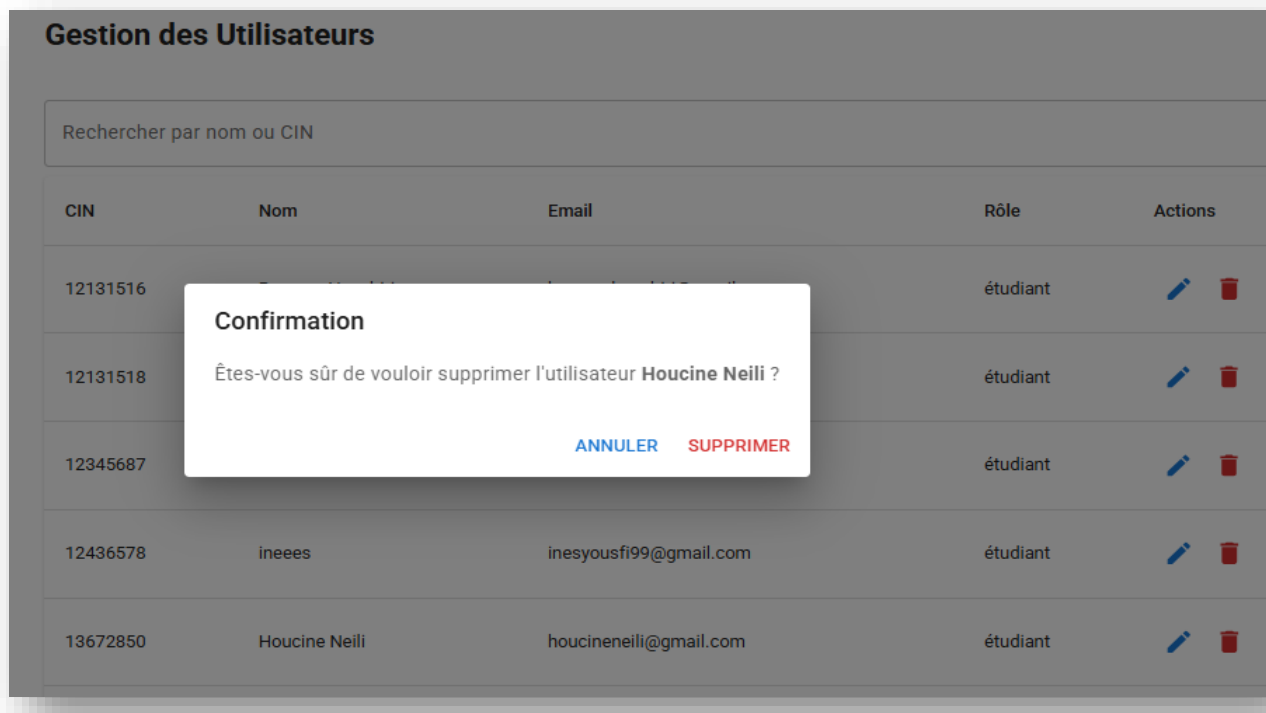 Gestion des Utilisateurs
Rechercher par nom ou CIN
CIN Nom Email Rôle Actions
12131516 étudiant
Confirmation
Êtes-vous sûr de vouloir supprimer l'utilisateur Houcine Neili ?
12131518 étudiant
ANNULER SUPPRIMER
12345687 étudiant
12436578 ineees inesyousfi99@gmail.com étudiant
13672850 Houcine Neili houcineneili@gmail.com étudiant